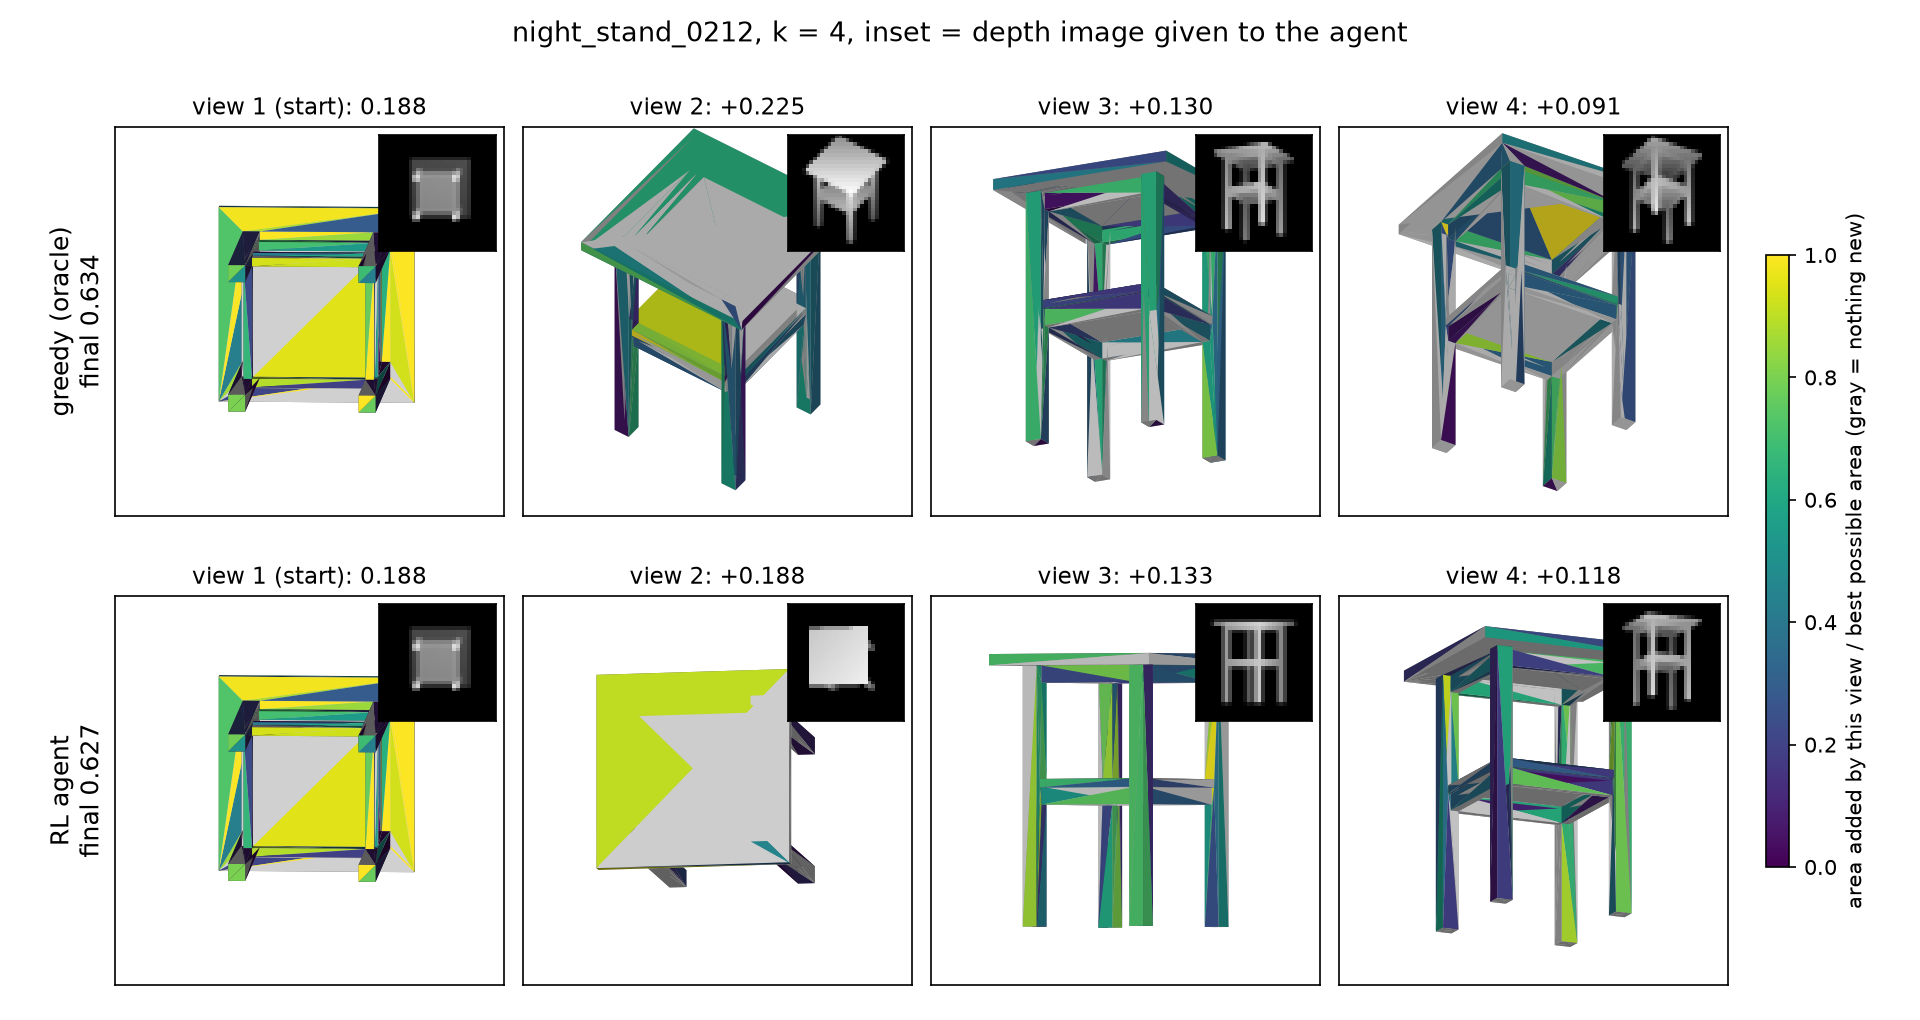 night_stand_0212, k = 4, inset = depth image given to the agent
view 1 (start): 0.188
view 2: +0.225
view 3: +0.130
view 4: +0.091
greedy (oracle)
final 0.634
view 1 (start): 0.188
view 2: +0.188
view 3: +0.133
view 4: +0.118
RL agent
final 0.627
1.0
0.8
0.6
0.4
0.2
0.0
area added by this view / best possible area (gray = nothing new)